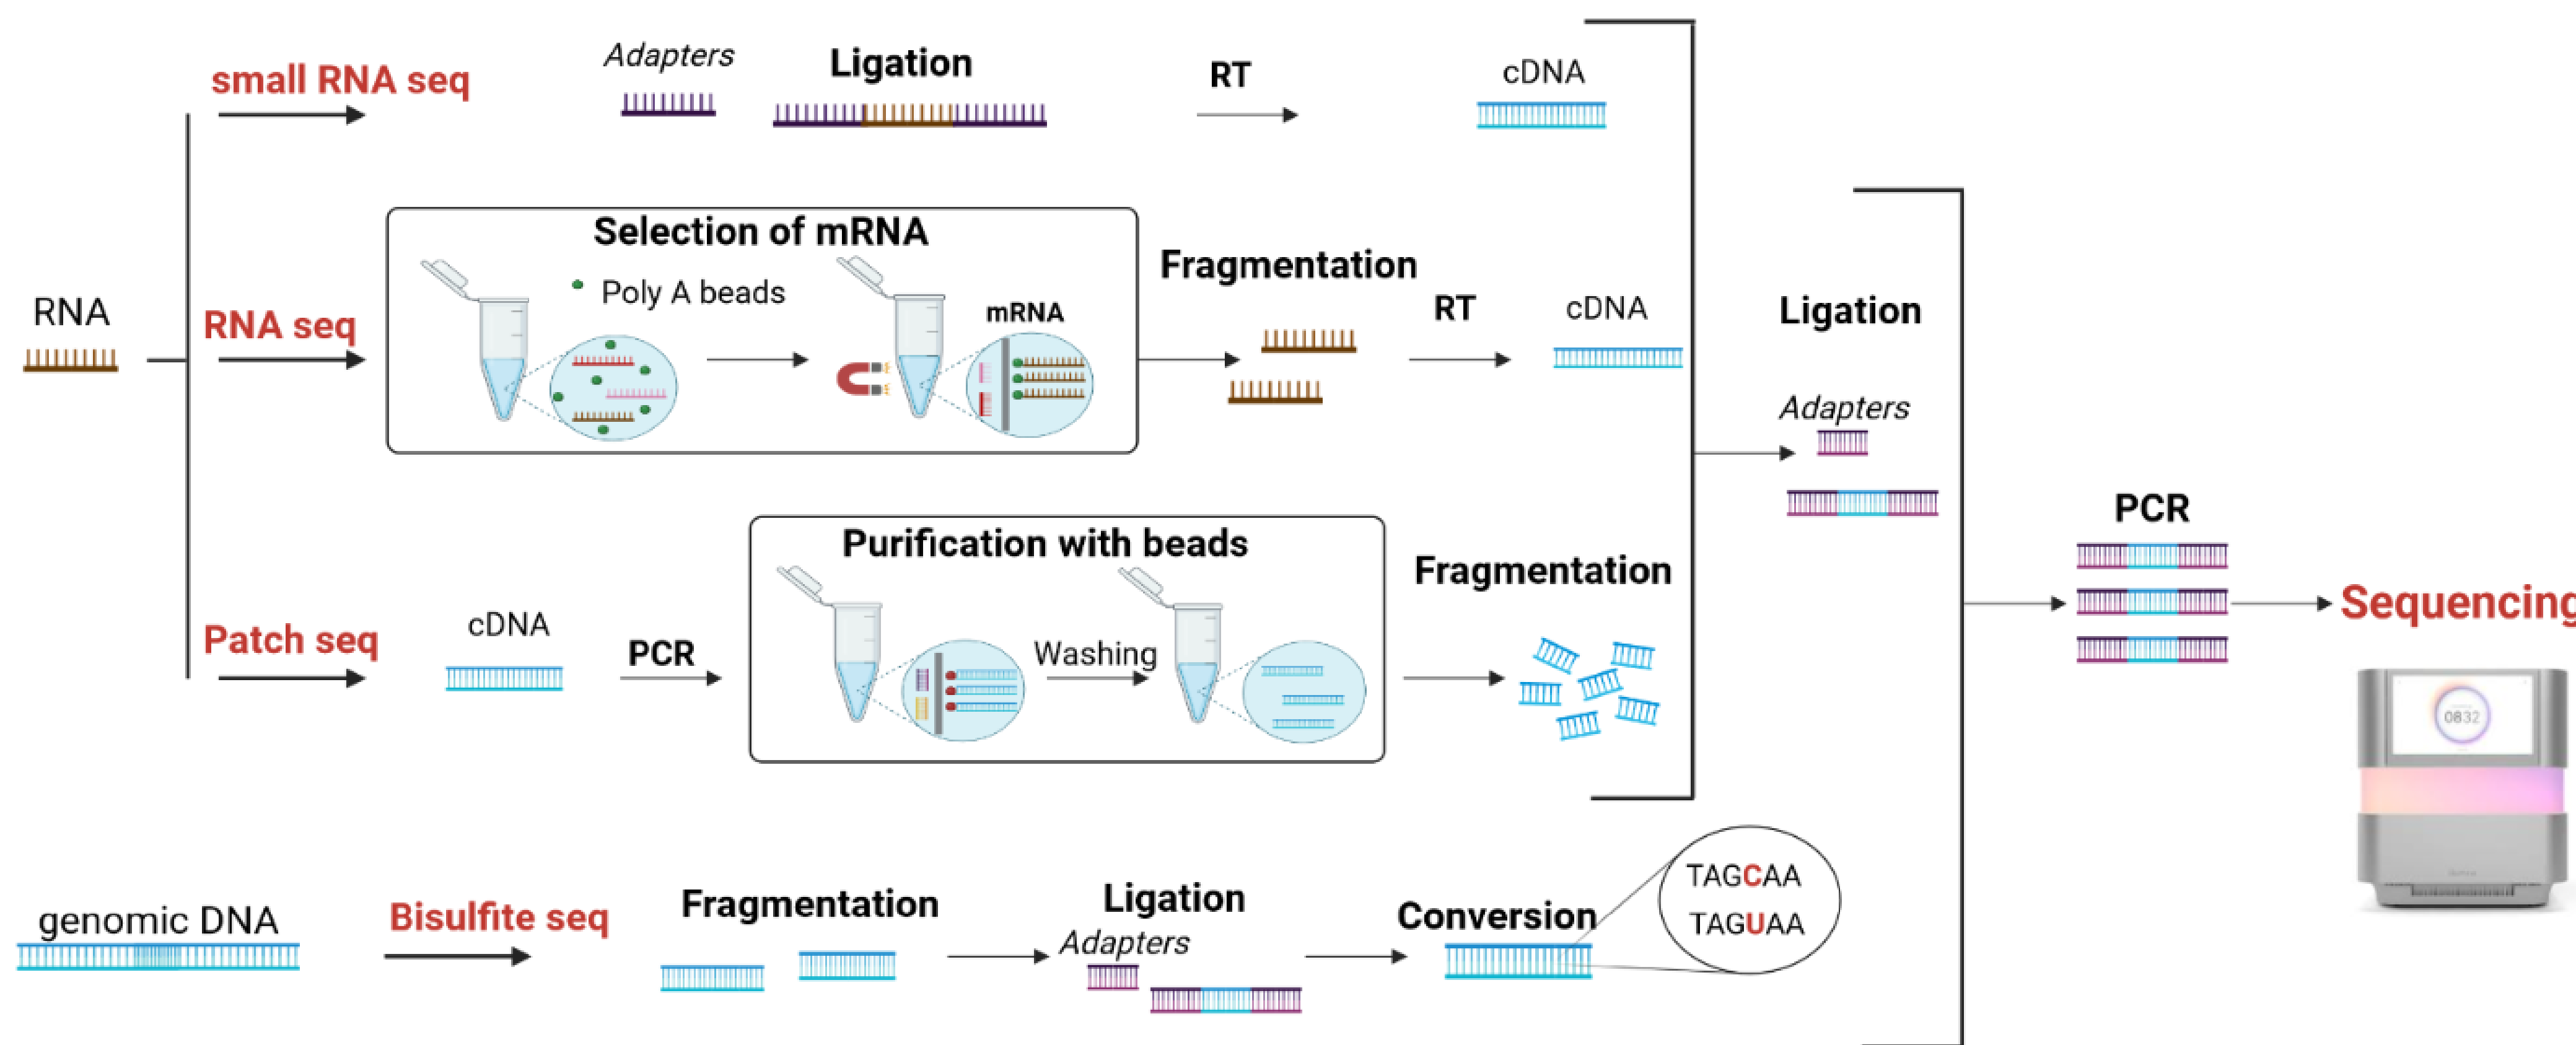 small RNA seq
Adapters
Ligation
RT
cDNA
Selection of mRNA
Poly A beads
mRNA
Fragmentation
RT
cDNA
RNA
RNA seq
Ligation
Adapters
PCR
Sequencing
Purification with beads
Washing
Fragmentation
Patch seq
cDNA
PCR
0832
genomic DNA
Bisulfite seq
Fragmentation
Ligation
Adapters
Conversion
TAGCAA
TAGUAA